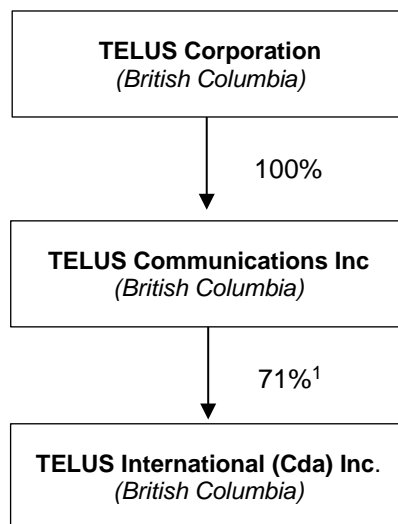 TELUS Corporation
(British Columbia)
100%
TELUS Communications Inc
(British Columbia)
71%¹
TELUS International (Cda) Inc.
(British Columbia)